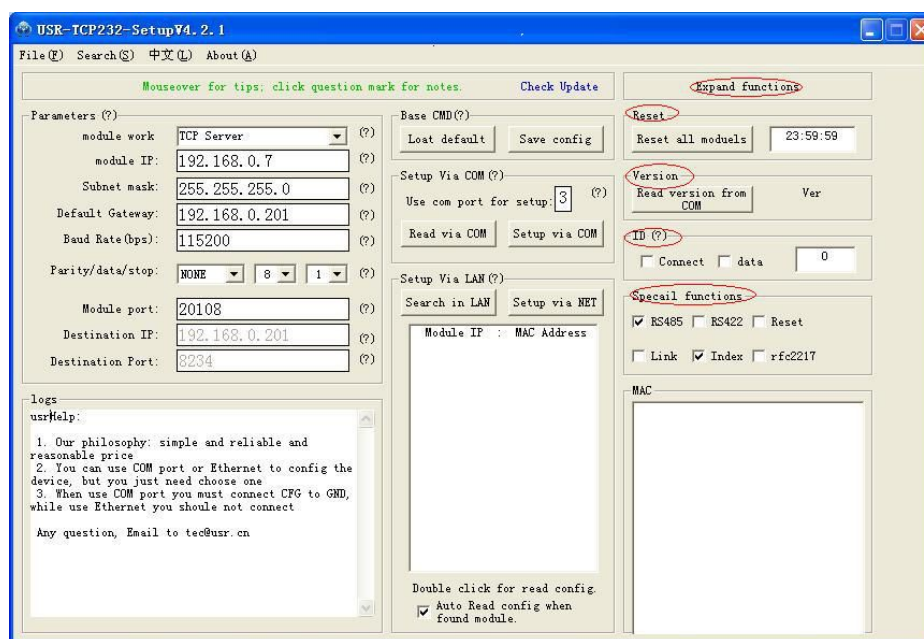 USR-TCP232-SetupV4.2.1
File(F) Search(S) 中文(L) About(A)
Mouseover for tips; click question mark for notes. Check Update
Expand functions
Parameters (?)
module work TCP Server (?)
module IP: 192.168.0.7 (?)
Subnet mask: 255.255.255.0 (?)
Default Gateway: 192.168.0.201 (?)
Baud Rate(bps): 115200 (?)
Parity/data/stop: NONE 8 1 (?)
Module port: 20108 (?)
Destination IP: 192.168.0.201 (?)
Destination Port: 8234 (?)
logs
usrHelp:
1. Our philosophy: simple and reliable and
reasonable price
2. You can use COM port or Ethernet to config the
device, but you just need choose one
3. When use COM port you must connect CFG to GND,
while use Ethernet you shoule not connect
Any question, Email to tec@usr.cn
Base CMD(?)
Loat default Save config
Setup Via COM(?)
Use com port for setup: 3 (?)
Read via COM Setup via COM
Setup Via LAN(?)
Search in LAN Setup via NET
Module IP : MAC Address
Double click for read config.
Auto Read config when
found module.
Reset
Reset all moduels 23:59:59
Version
Read version from
COM
Ver
ID(?)
Connect data 0
Specail functions
RS485 RS422 Reset
Link Index rfc2217
MAC